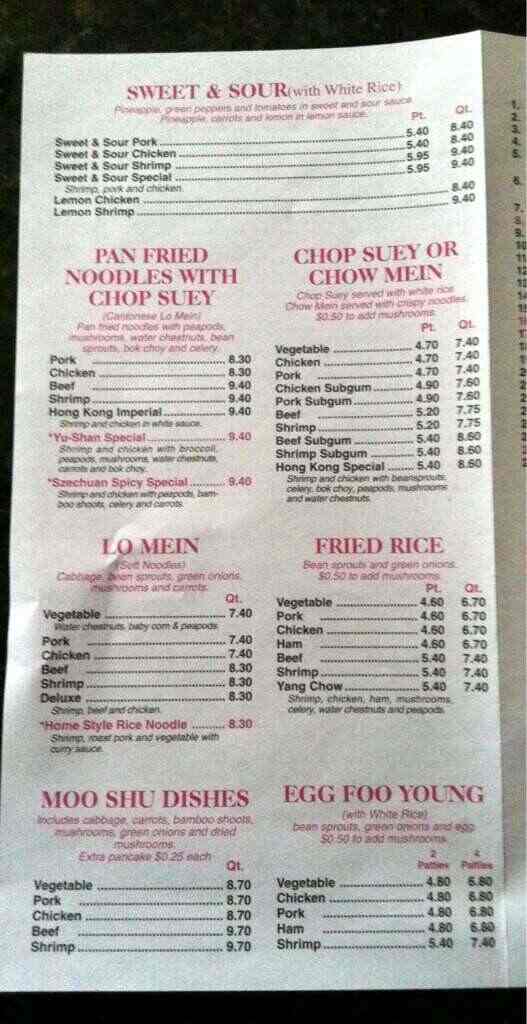 SWEET & SOUR (with White Rice)
Pineapple, green peppers and tomatoes in sweet and sour sauce
Pineapple, carrots and lemon in lemon sauce.
Pt. Qt.
Sweet & Sour Pork 5.40 8.40
Sweet & Sour Chicken 5.40 8.40
Sweet & Sour Shrimp 5.95 9.40
Sweet & Sour Special 5.95 9.40
Shrimp, pork and chicken.
Lemon Chicken 8.40
Lemon Shrimp 9.40
PAN FRIED
NOODLES WITH
CHOP SUEY
(Cantonese Lo Mein)
Pan fried noodles with peapods,
mushrooms, water chestnuts, bean
sprouts, bok choy and celery.
Pork 8.30
Chicken 8.30
Beef 9.40
Shrimp 9.40
Hong Kong Imperial 9.40
Shrimp and chicken in white sauce.
*Yu-Shan Special 9.40
Shrimp and chicken with broccoli,
peapods, mushrooms, water chestnuts,
carrots and bok choy.
*Szechuan Spicy Special 9.40
Shrimp and chicken with peapods, bam-
boo shoots, celery and carrots.
CHOP SUEY OR
CHOW MEIN
Chop Suey served with white rice
Chow Mein served with crispy noodles.
$0.50 to add mushrooms.
Pt. Qt.
Vegetable 4.70 7.40
Chicken 4.70 7.40
Pork 4.70 7.40
Chicken Subgum 4.90 7.60
Pork Subgum 4.90 7.60
Beef 5.20 7.75
Shrimp 5.20 7.75
Beef Subgum 5.40 8.60
Shrimp Subgum 5.40 8.60
Hong Kong Special 5.40 8.60
Shrimp and chicken with beansprouts,
celery, bok choy, peapods, mushrooms
and water chestnuts.
LO MEIN
(Soft Noodles)
Cabbage, bean sprouts, green onions,
mushrooms and carrots.
Qt.
Vegetable 7.40
Water chestnuts, baby corn & peapods.
Pork 7.40
Chicken 7.40
Beef 8.30
Shrimp 8.30
Deluxe 8.30
Shrimp, beef and chicken.
*Home Style Rice Noodle 8.30
Shrimp, roast pork and vegetable with
curry sauce.
FRIED RICE
Bean sprouts and green onions.
$0.50 to add mushrooms.
Pt. Qt.
Vegetable 4.60 6.70
Pork 4.60 6.70
Chicken 4.60 6.70
Ham 4.60 6.70
Beef 5.40 7.40
Shrimp 5.40 7.40
Yang Chow 5.40 7.40
Shrimp, chicken, ham, mushrooms,
celery, water chestnuts and peapods.
MOO SHU DISHES
Includes cabbage, carrots, bamboo shoots,
mushrooms, green onions and dried
mushrooms.
Extra pancake $0.25 each
Qt.
Vegetable 8.70
Pork 8.70
Chicken 8.70
Beef 9.70
Shrimp 9.70
EGG FOO YOUNG
(with White Rice)
bean sprouts, green onions and egg
$0.50 to add mushrooms.
2 4
Patties Patties
Vegetable 4.80 6.80
Chicken 4.80 6.80
Pork 4.80 6.80
Ham 4.80 6.80
Shrimp 5.40 7.40
1.
2.
3.
4.
5.
6.
7.
8.
9.
10
11
12
13